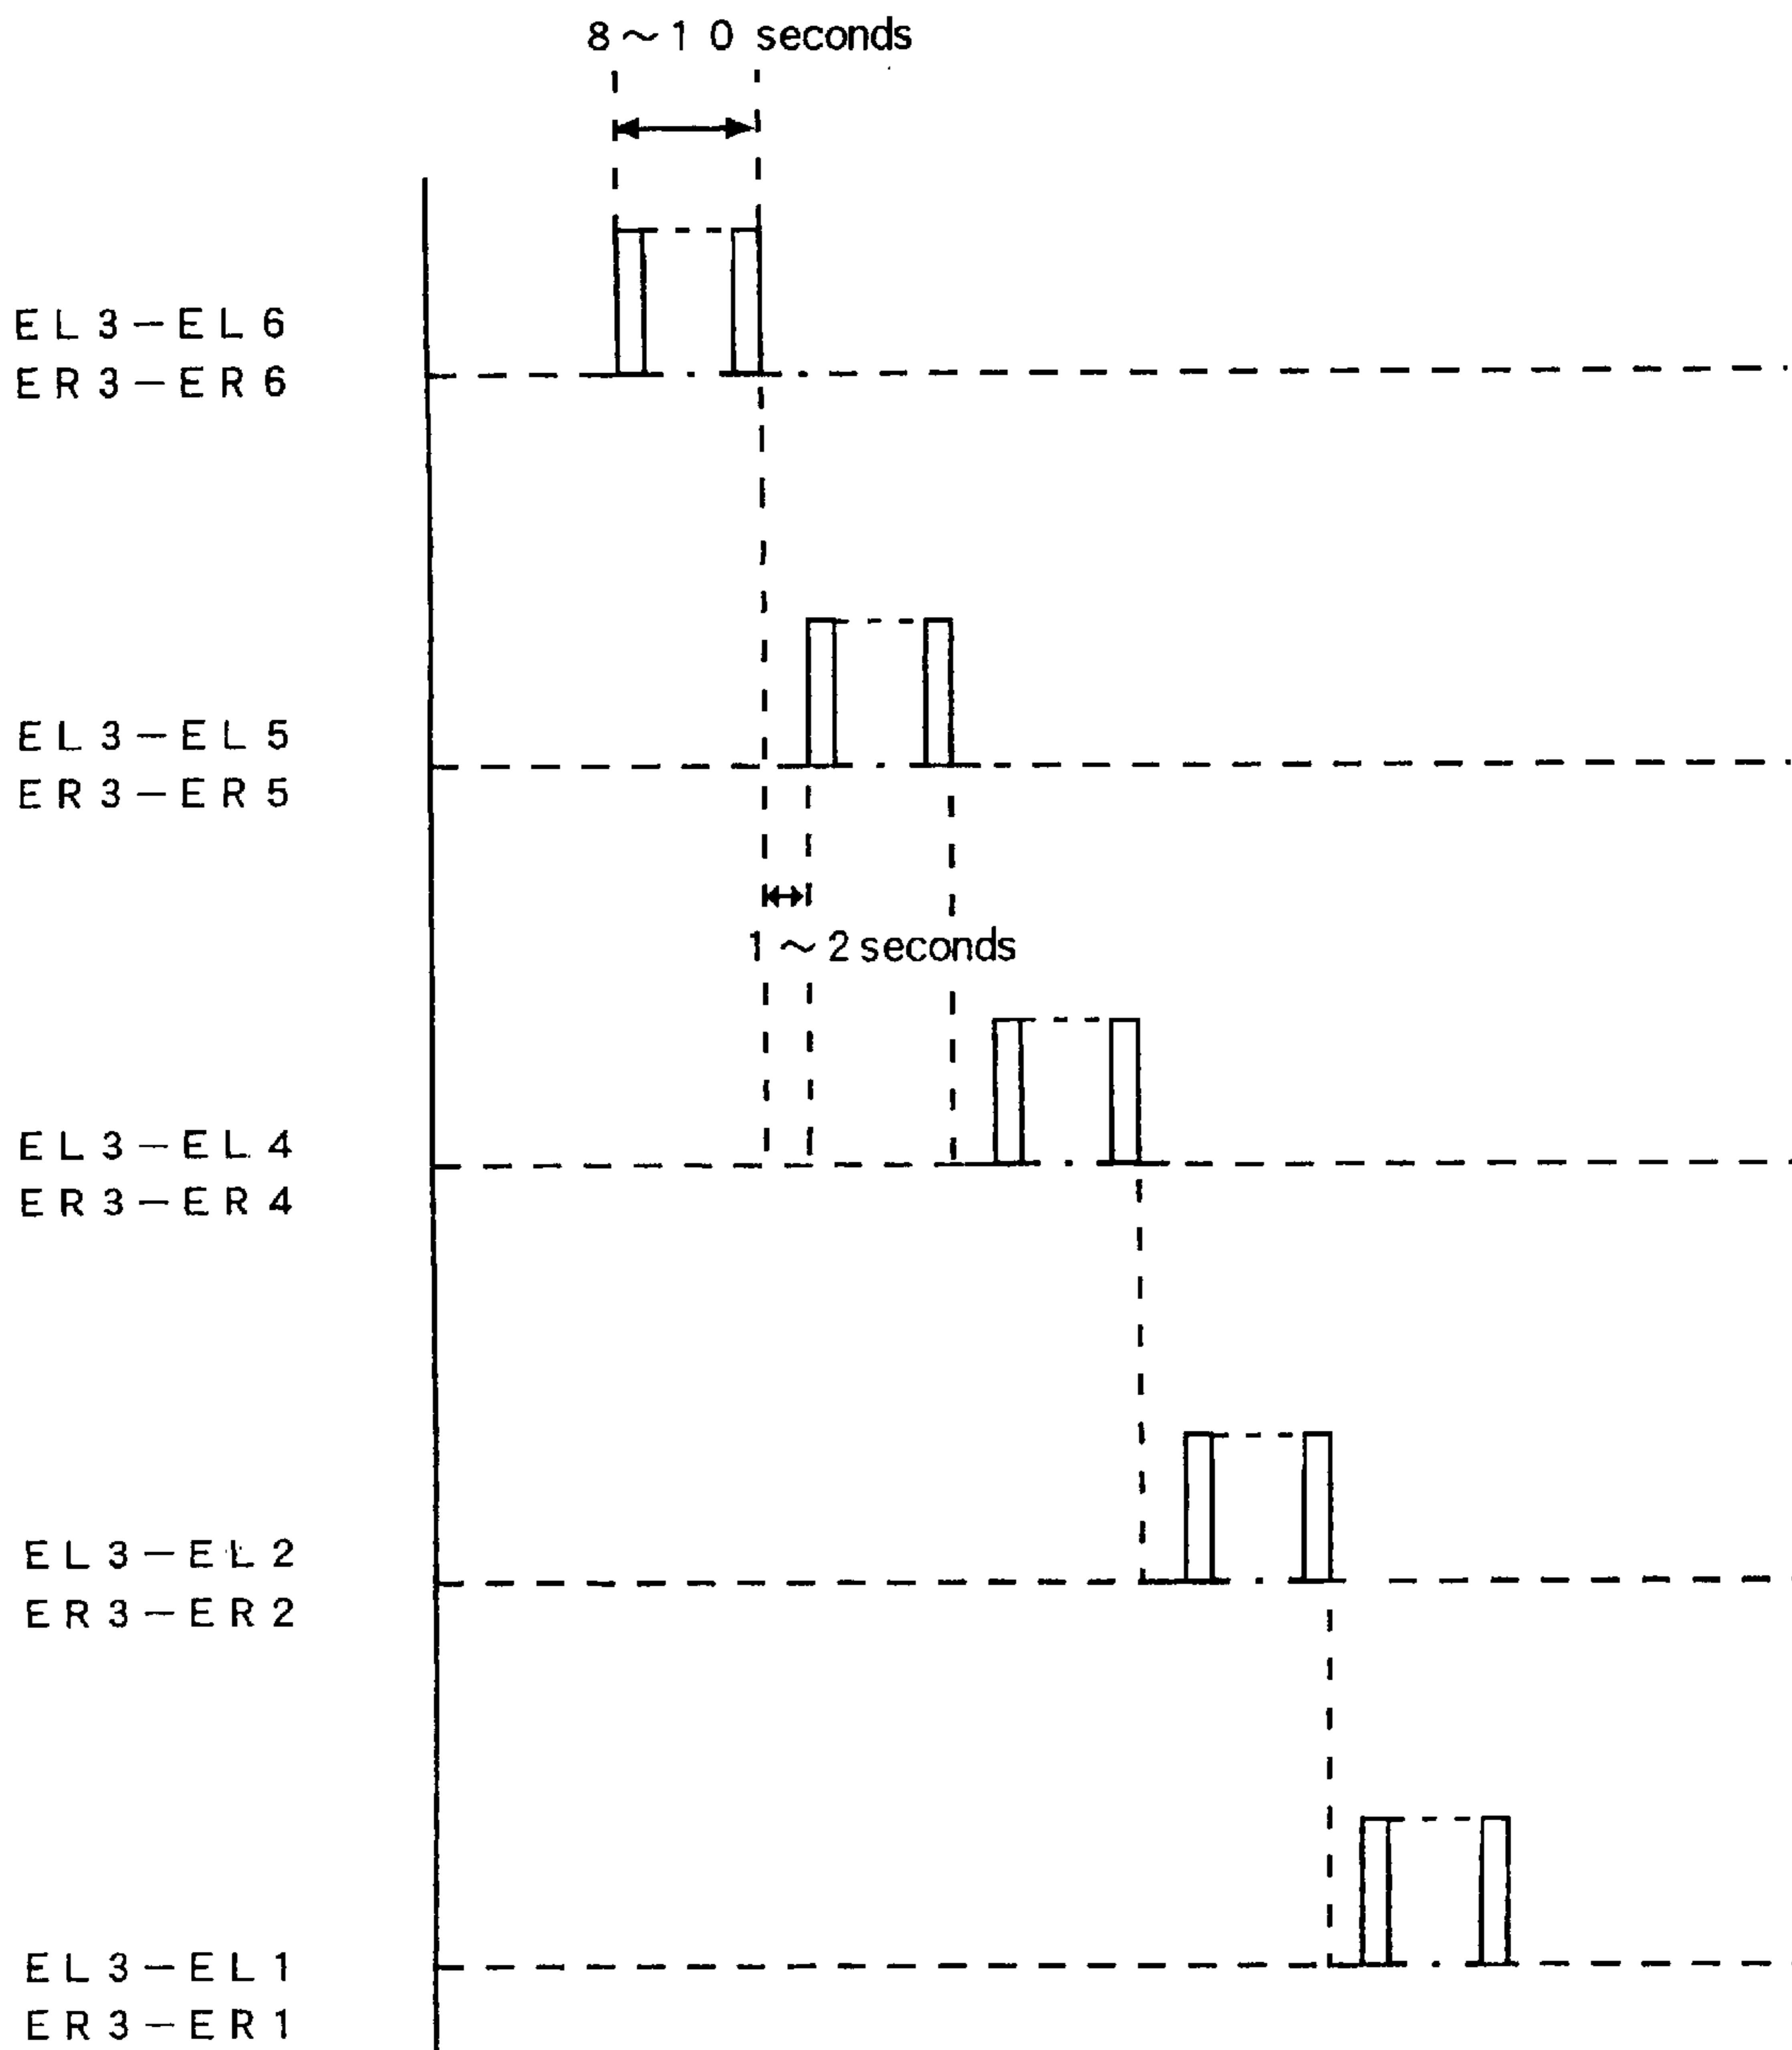 8~10 seconds
EL3-EL6
ER3-ER6
EL3-EL5
ER3-ER5
1~2 seconds
EL3-EL4
ER3-ER4
EL3-EL2
ER3-ER2
EL3-EL1
ER3-ER1